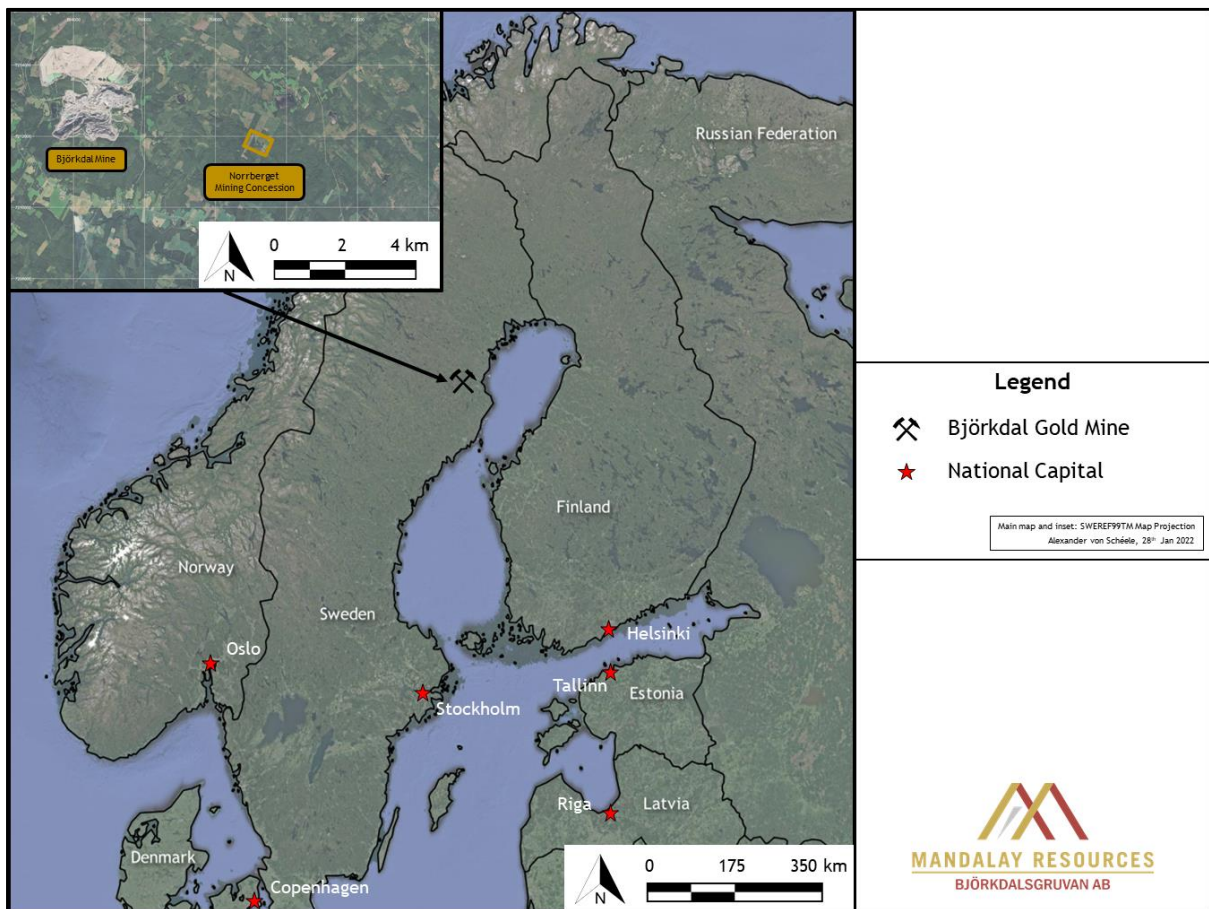 Björkdal Mine
Norrberget
Mining Concession
0 2 4 km
N
Russian Federation
Finland
Norway
Sweden
Oslo
Helsinki
Stockholm
Tallinn
Estonia
Riga
Latvia
Denmark
Copenhagen
0 175 350 km
N
Legend
Björkdal Gold Mine
National Capital
Main map and inset: SWEREF99TM Map Projection
Alexander von Schéele, 28th Jan 2022
MANDALAY RESOURCES
BJÖRKDALSGRUVAN AB